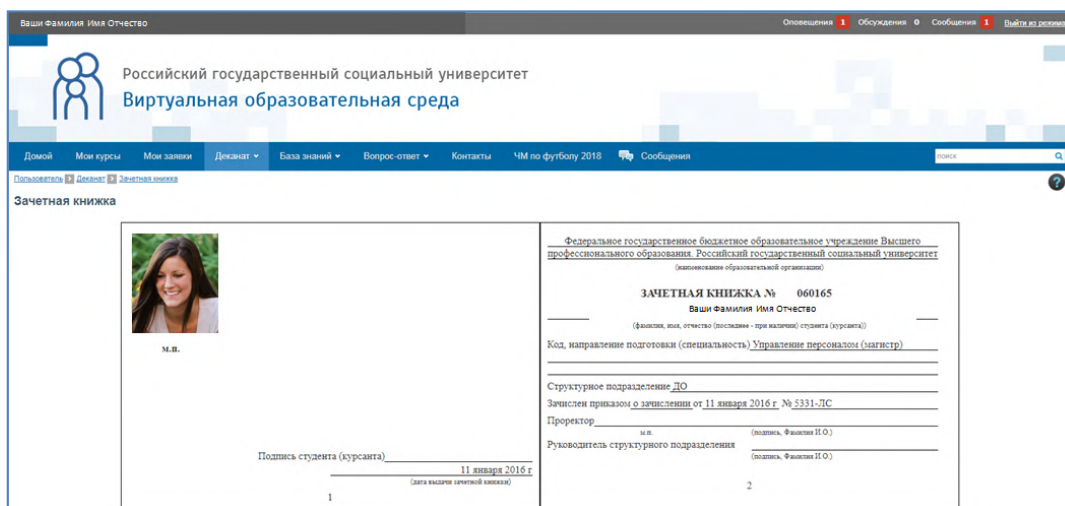 Ваши Фамилия Имя Отчество
Оповещения 1 Обсуждения 0 Сообщения 1 Выйти из режима
Российский государственный социальный университет
Виртуальная образовательная среда
Домой Мои курсы Мои заявки Деканат База знаний Вопрос-ответ Контакты ЧМ по футболу 2018 Сообщения поиск
Пользователь Деканат Зачетная книжка
?
Зачетная книжка
м.п.
Подпись студента (курсанта)
11 января 2016 г
(дата выдачи зачетной книжки)
1
Федеральное государственное бюджетное образовательное учреждение Высшего
профессионального образования. Российский государственный социальный университет
(наименование образовательной организации)
ЗАЧЕТНАЯ КНИЖКА № 060165
Ваши Фамилия Имя Отчество
(фамилия, имя, отчество (последнее - при наличии) студента (курсанта))
Код, направление подготовки (специальность) Управление персоналом (магистр)
Структурное подразделение ДО
Зачислен приказом о зачислении от 11 января 2016 г № 5331-ЛС
Проректор
м.п. (подпись, Фамилия И.О.)
Руководитель структурного подразделения
(подпись, Фамилия И.О.)
2